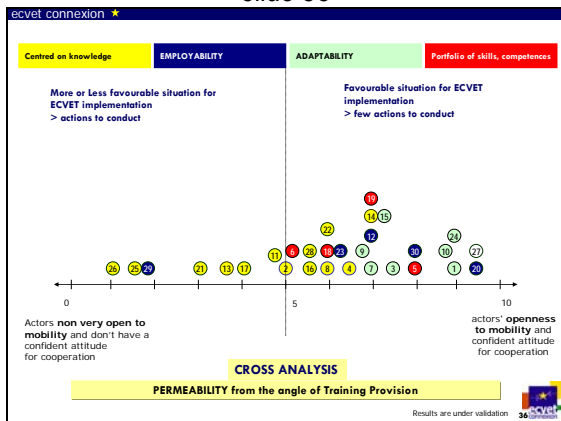 ecvet connexion
Centred on knowledge
EMPLOYABILITY
ADAPTABILITY
Portfolio of skills, competences
More or Less favourable situation for
ECVET implementation
> actions to conduct
Favourable situation for ECVET
implementation
> few actions to conduct
19
14 15
22 12 24
11 6 28 18 23 9 30 10 27
26 25 29 21 13 17 2 16 8 4 7 3 5 1 20
0 5 10
Actors non very open to
mobility and don't have a
confident attitude
for cooperation
actors' openness
to mobility and
confident attitude
for cooperation
CROSS ANALYSIS
PERMEABILITY from the angle of Training Provision
Results are under validation
36
ecvet